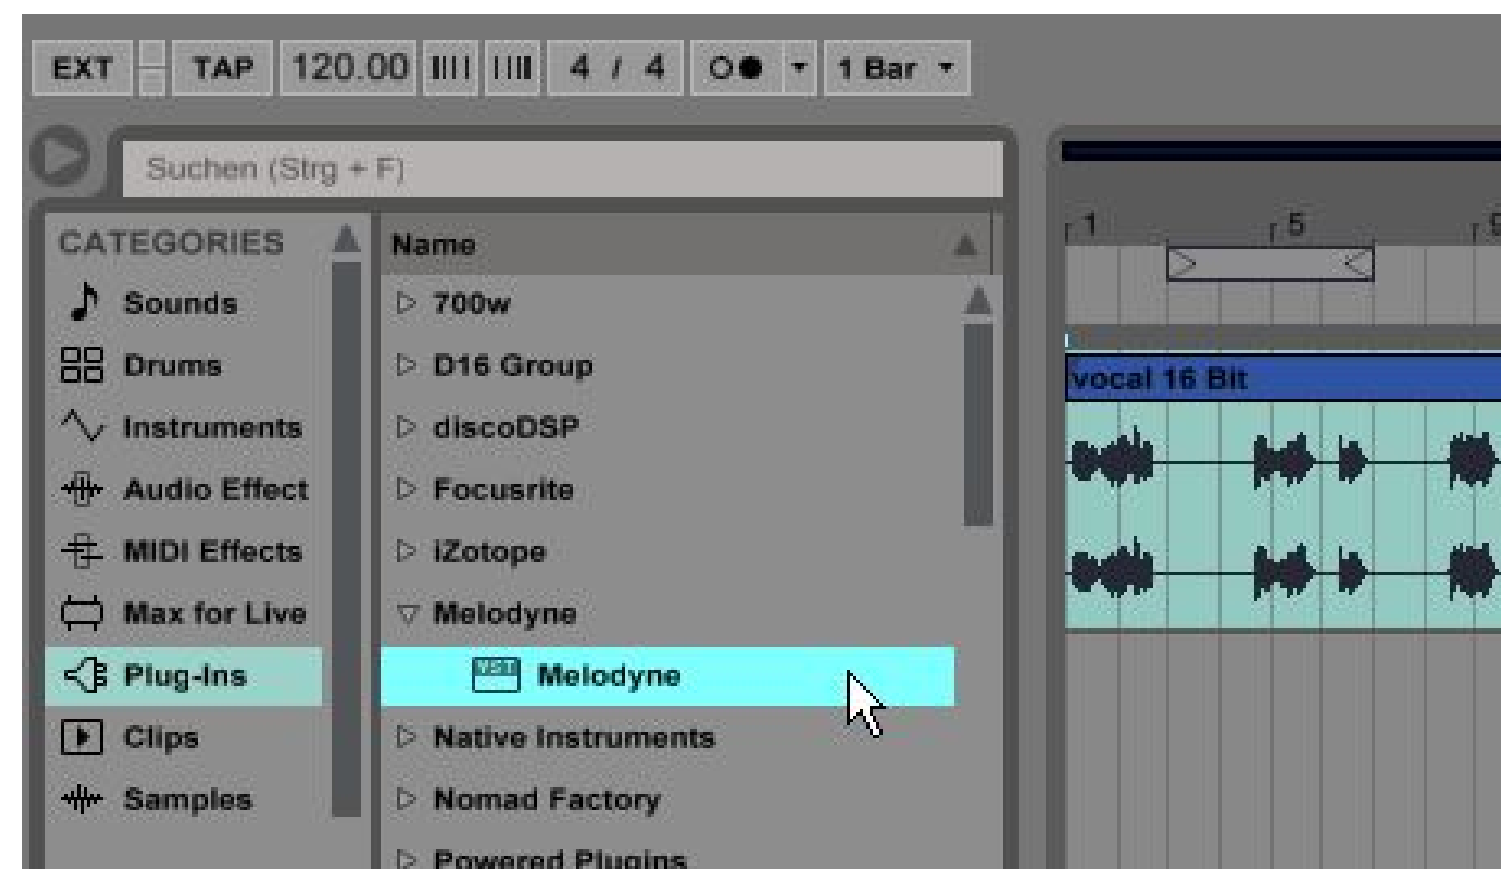 EXT TAP 120.00 4 / 4 1 Bar
Suchen (Strg + F)
CATEGORIES
Sounds
Drums
Instruments
Audio Effect
MIDI Effects
Max for Live
Plug-Ins
Clips
Samples
Name
700w
D16 Group
discoDSP
Focusrite
iZotope
Melodyne
VST Melodyne
Native Instruments
Nomad Factory
Powered Plugins
1 5 9
vocal 16 Bit